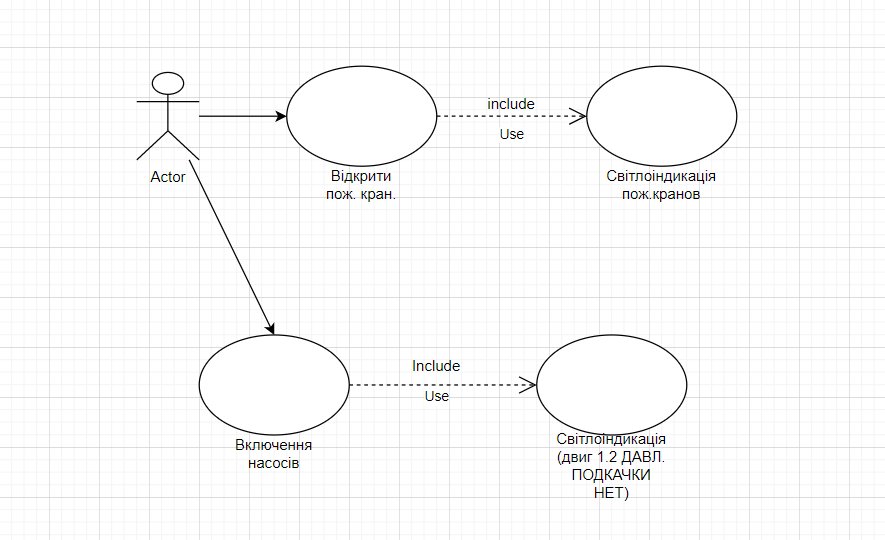 include
Use
Actor
Відкрити
пож. кран.
Світлоіндикація
пож.кранов
Include
Use
Включення
насосів
Світлоіндикація
(двиг 1.2 ДАВЛ.
ПОДКАЧКИ
НЕТ)